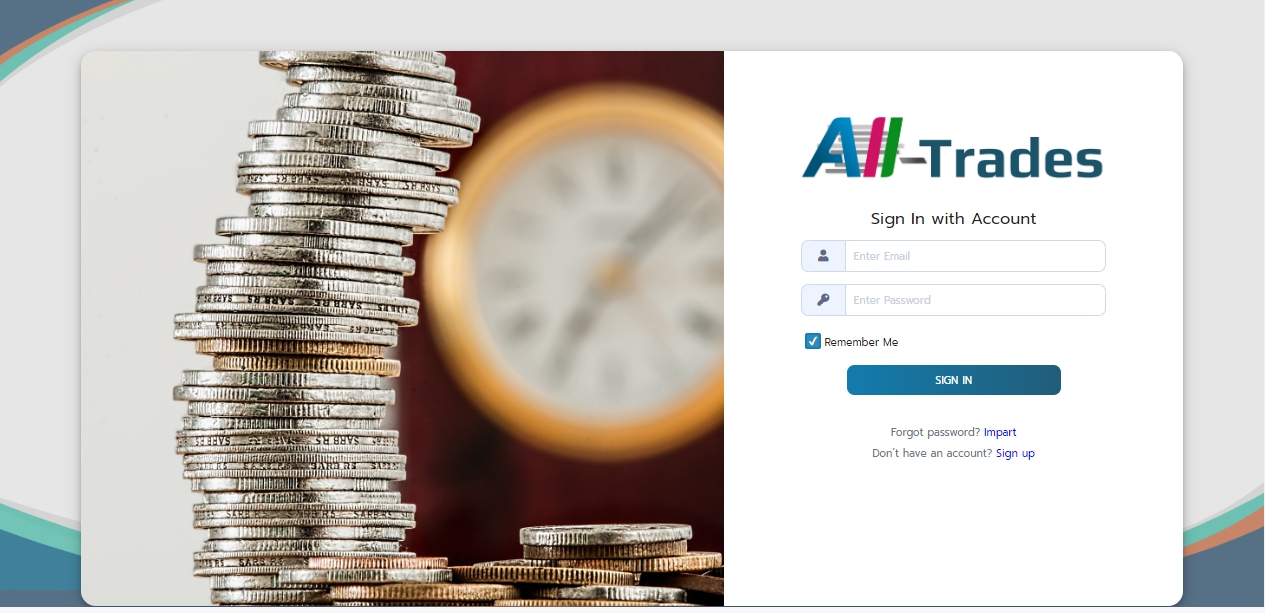 All-Trades
Sign In with Account
Enter Email
Enter Password
Remember Me
SIGN IN
Forgot password? Impart
Don't have an account? Sign up